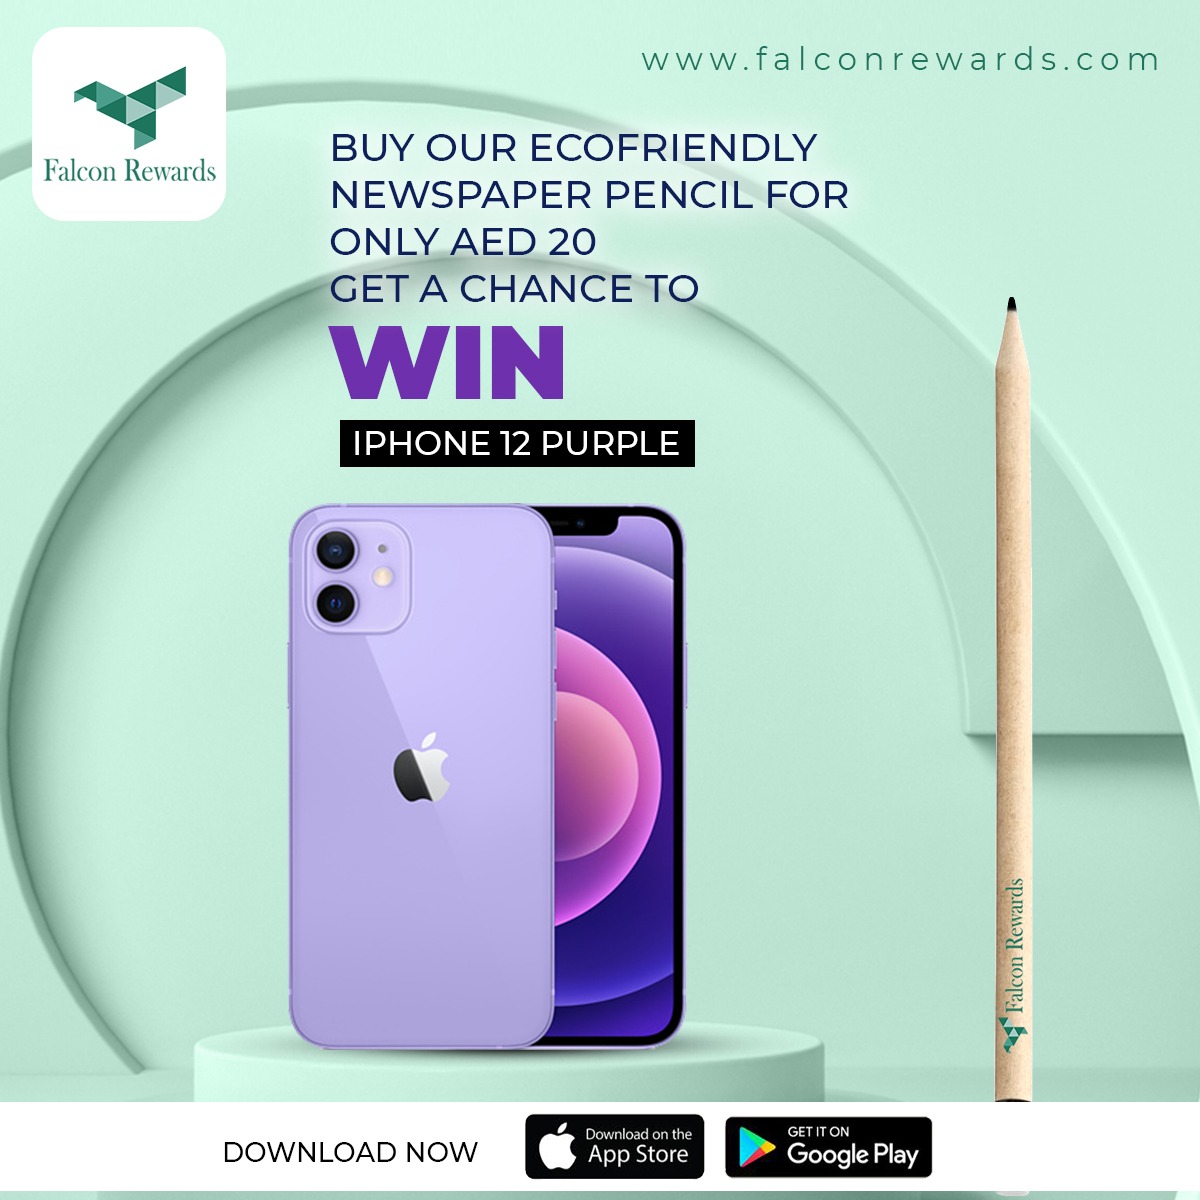 www.falconrewards.com
Falcon Rewards
BUY OUR ECOFRIENDLY
NEWSPAPER PENCIL FOR
ONLY AED 20
GET A CHANCE TO
WIN
IPHONE 12 PURPLE
Falcon Rewards
DOWNLOAD NOW
Download on the
App Store
GET IT ON
Google Play